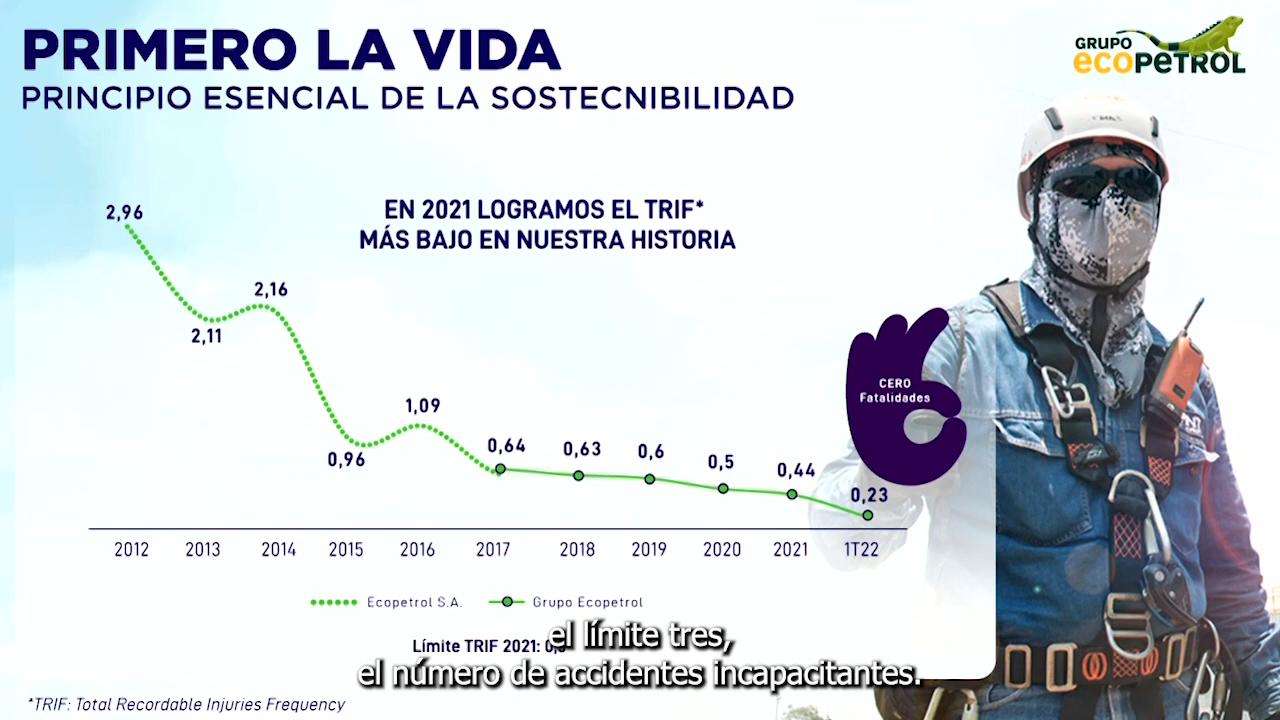 PRIMERO LA VIDA
PRINCIPIO ESENCIAL DE LA SOSTECNIBILIDAD
GRUPO
ecopetrol
EN 2021 LOGRAMOS EL TRIF*
MÁS BAJO EN NUESTRA HISTORIA
2,96
2,11
2,16
0,96
1,09
0,64
0,63
0,6
0,5
0,44
0,23
CERO
Fatalidades
2012 2013 2014 2015 2016 2017 2018 2019 2020 2021 1T22
Ecopetrol S.A. Grupo Ecopetrol
Límite TRIF 2021:
el límite tres,
el número de accidentes incapacitantes.
*TRIF: Total Recordable Injuries Frequency